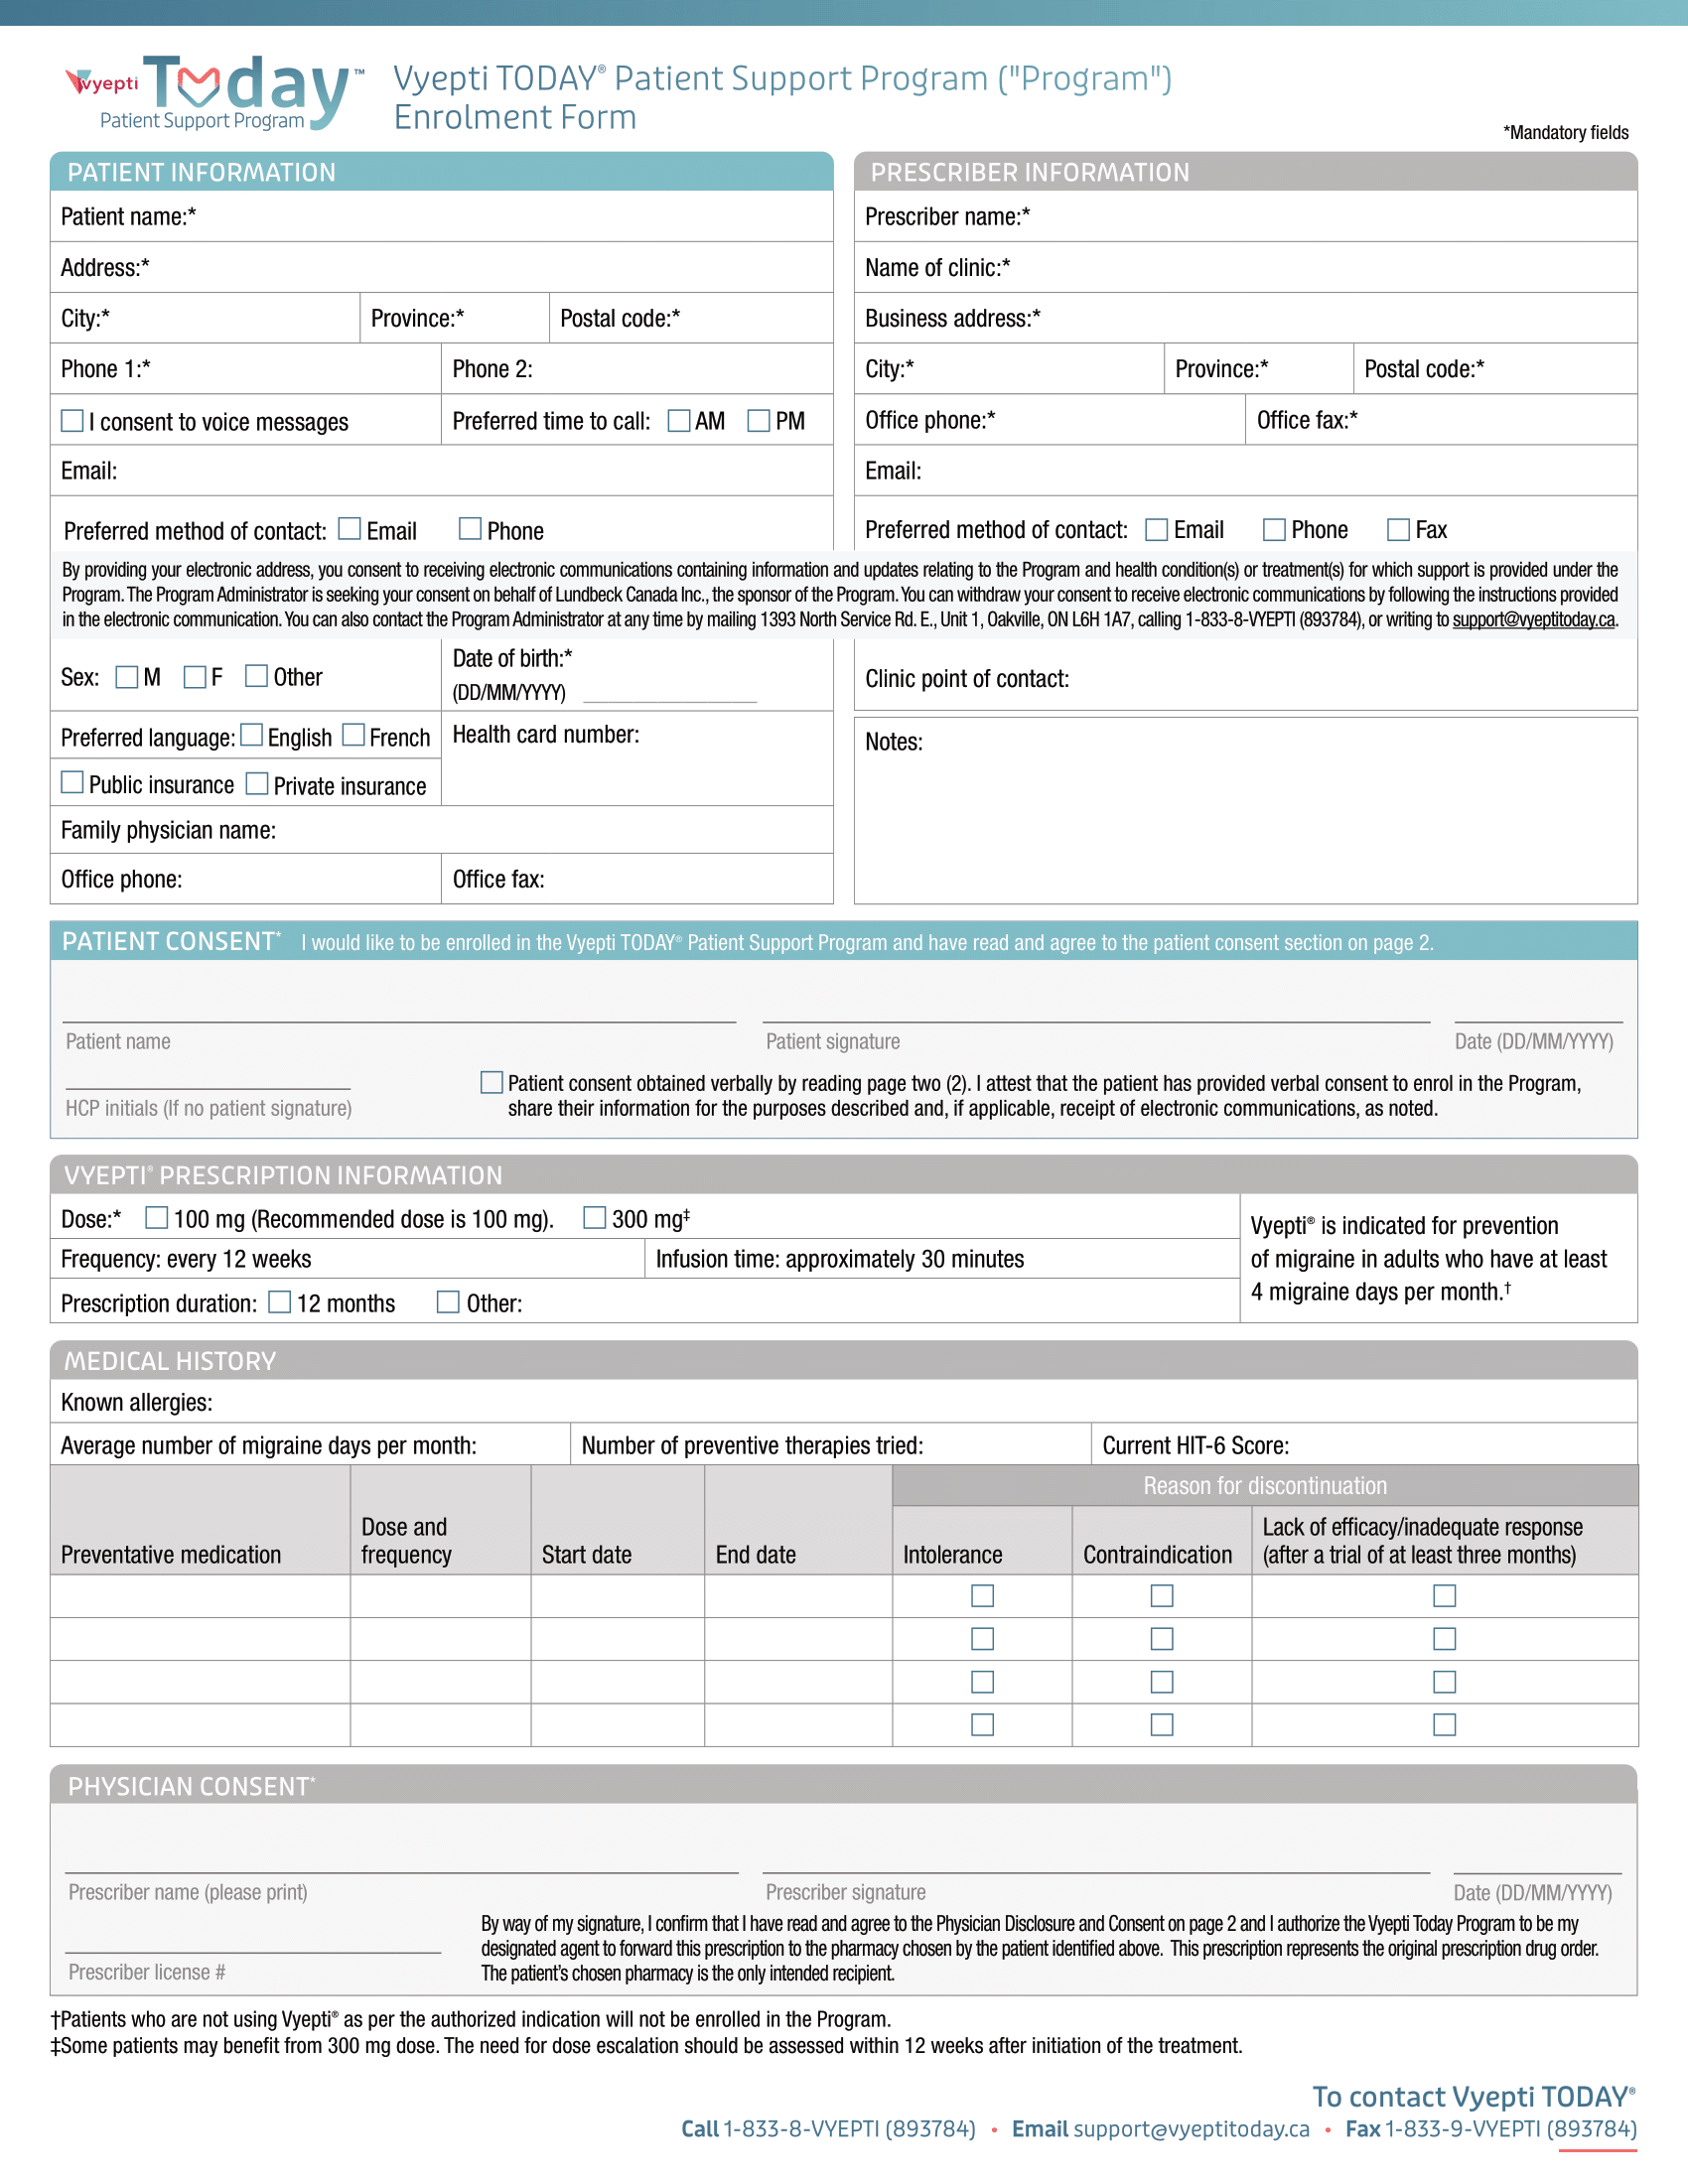 vyepti Today™
Patient Support Program
Vyepti TODAY® Patient Support Program ("Program")
Enrolment Form
*Mandatory fields
PATIENT INFORMATION
Patient name:*
Address:*
City:* Province:* Postal code:*
Phone 1:* Phone 2:
I consent to voice messages Preferred time to call: AM PM
Email:
Preferred method of contact: Email Phone
PRESCRIBER INFORMATION
Prescriber name:*
Name of clinic:*
Business address:*
City:* Province:* Postal code:*
Office phone:* Office fax:*
Email:
Preferred method of contact: Email Phone Fax
By providing your electronic address, you consent to receiving electronic communications containing information and updates relating to the Program and health condition(s) or treatment(s) for which support is provided under the
Program. The Program Administrator is seeking your consent on behalf of Lundbeck Canada Inc., the sponsor of the Program. You can withdraw your consent to receive electronic communications by following the instructions provided
in the electronic communication. You can also contact the Program Administrator at any time by mailing 1393 North Service Rd. E., Unit 1, Oakville, ON L6H 1A7, calling 1-833-8-VYEPTI (893784), or writing to support@vyeptitoday.ca.
Sex: M F Other Date of birth:*
(DD/MM/YYYY)
Preferred language: English French Health card number:
Public insurance Private insurance
Family physician name:
Office phone: Office fax:
Clinic point of contact:
Notes:
PATIENT CONSENT* I would like to be enrolled in the Vyepti TODAY® Patient Support Program and have read and agree to the patient consent section on page 2.
Patient name Patient signature Date (DD/MM/YYYY)
HCP initials (If no patient signature)
Patient consent obtained verbally by reading page two (2). I attest that the patient has provided verbal consent to enrol in the Program,
share their information for the purposes described and, if applicable, receipt of electronic communications, as noted.
VYEPTI® PRESCRIPTION INFORMATION
Dose:* 100 mg (Recommended dose is 100 mg). 300 mg‡
Frequency: every 12 weeks Infusion time: approximately 30 minutes
Prescription duration: 12 months Other:
Vyepti® is indicated for prevention
of migraine in adults who have at least
4 migraine days per month.†
MEDICAL HISTORY
Known allergies:
Average number of migraine days per month: Number of preventive therapies tried: Current HIT-6 Score:
Reason for discontinuation
Preventative medication Dose and frequency Start date End date Intolerance Contraindication Lack of efficacy/inadequate response
(after a trial of at least three months)
PHYSICIAN CONSENT*
Prescriber name (please print) Prescriber signature Date (DD/MM/YYYY)
Prescriber license #
By way of my signature, I confirm that I have read and agree to the Physician Disclosure and Consent on page 2 and I authorize the Vyepti Today Program to be my
designated agent to forward this prescription to the pharmacy chosen by the patient identified above. This prescription represents the original prescription drug order.
The patient's chosen pharmacy is the only intended recipient.
†Patients who are not using Vyepti® as per the authorized indication will not be enrolled in the Program.
‡Some patients may benefit from 300 mg dose. The need for dose escalation should be assessed within 12 weeks after initiation of the treatment.
To contact Vyepti TODAY®
Call 1-833-8-VYEPTI (893784) • Email support@vyeptitoday.ca • Fax 1-833-9-VYEPTI (893784)